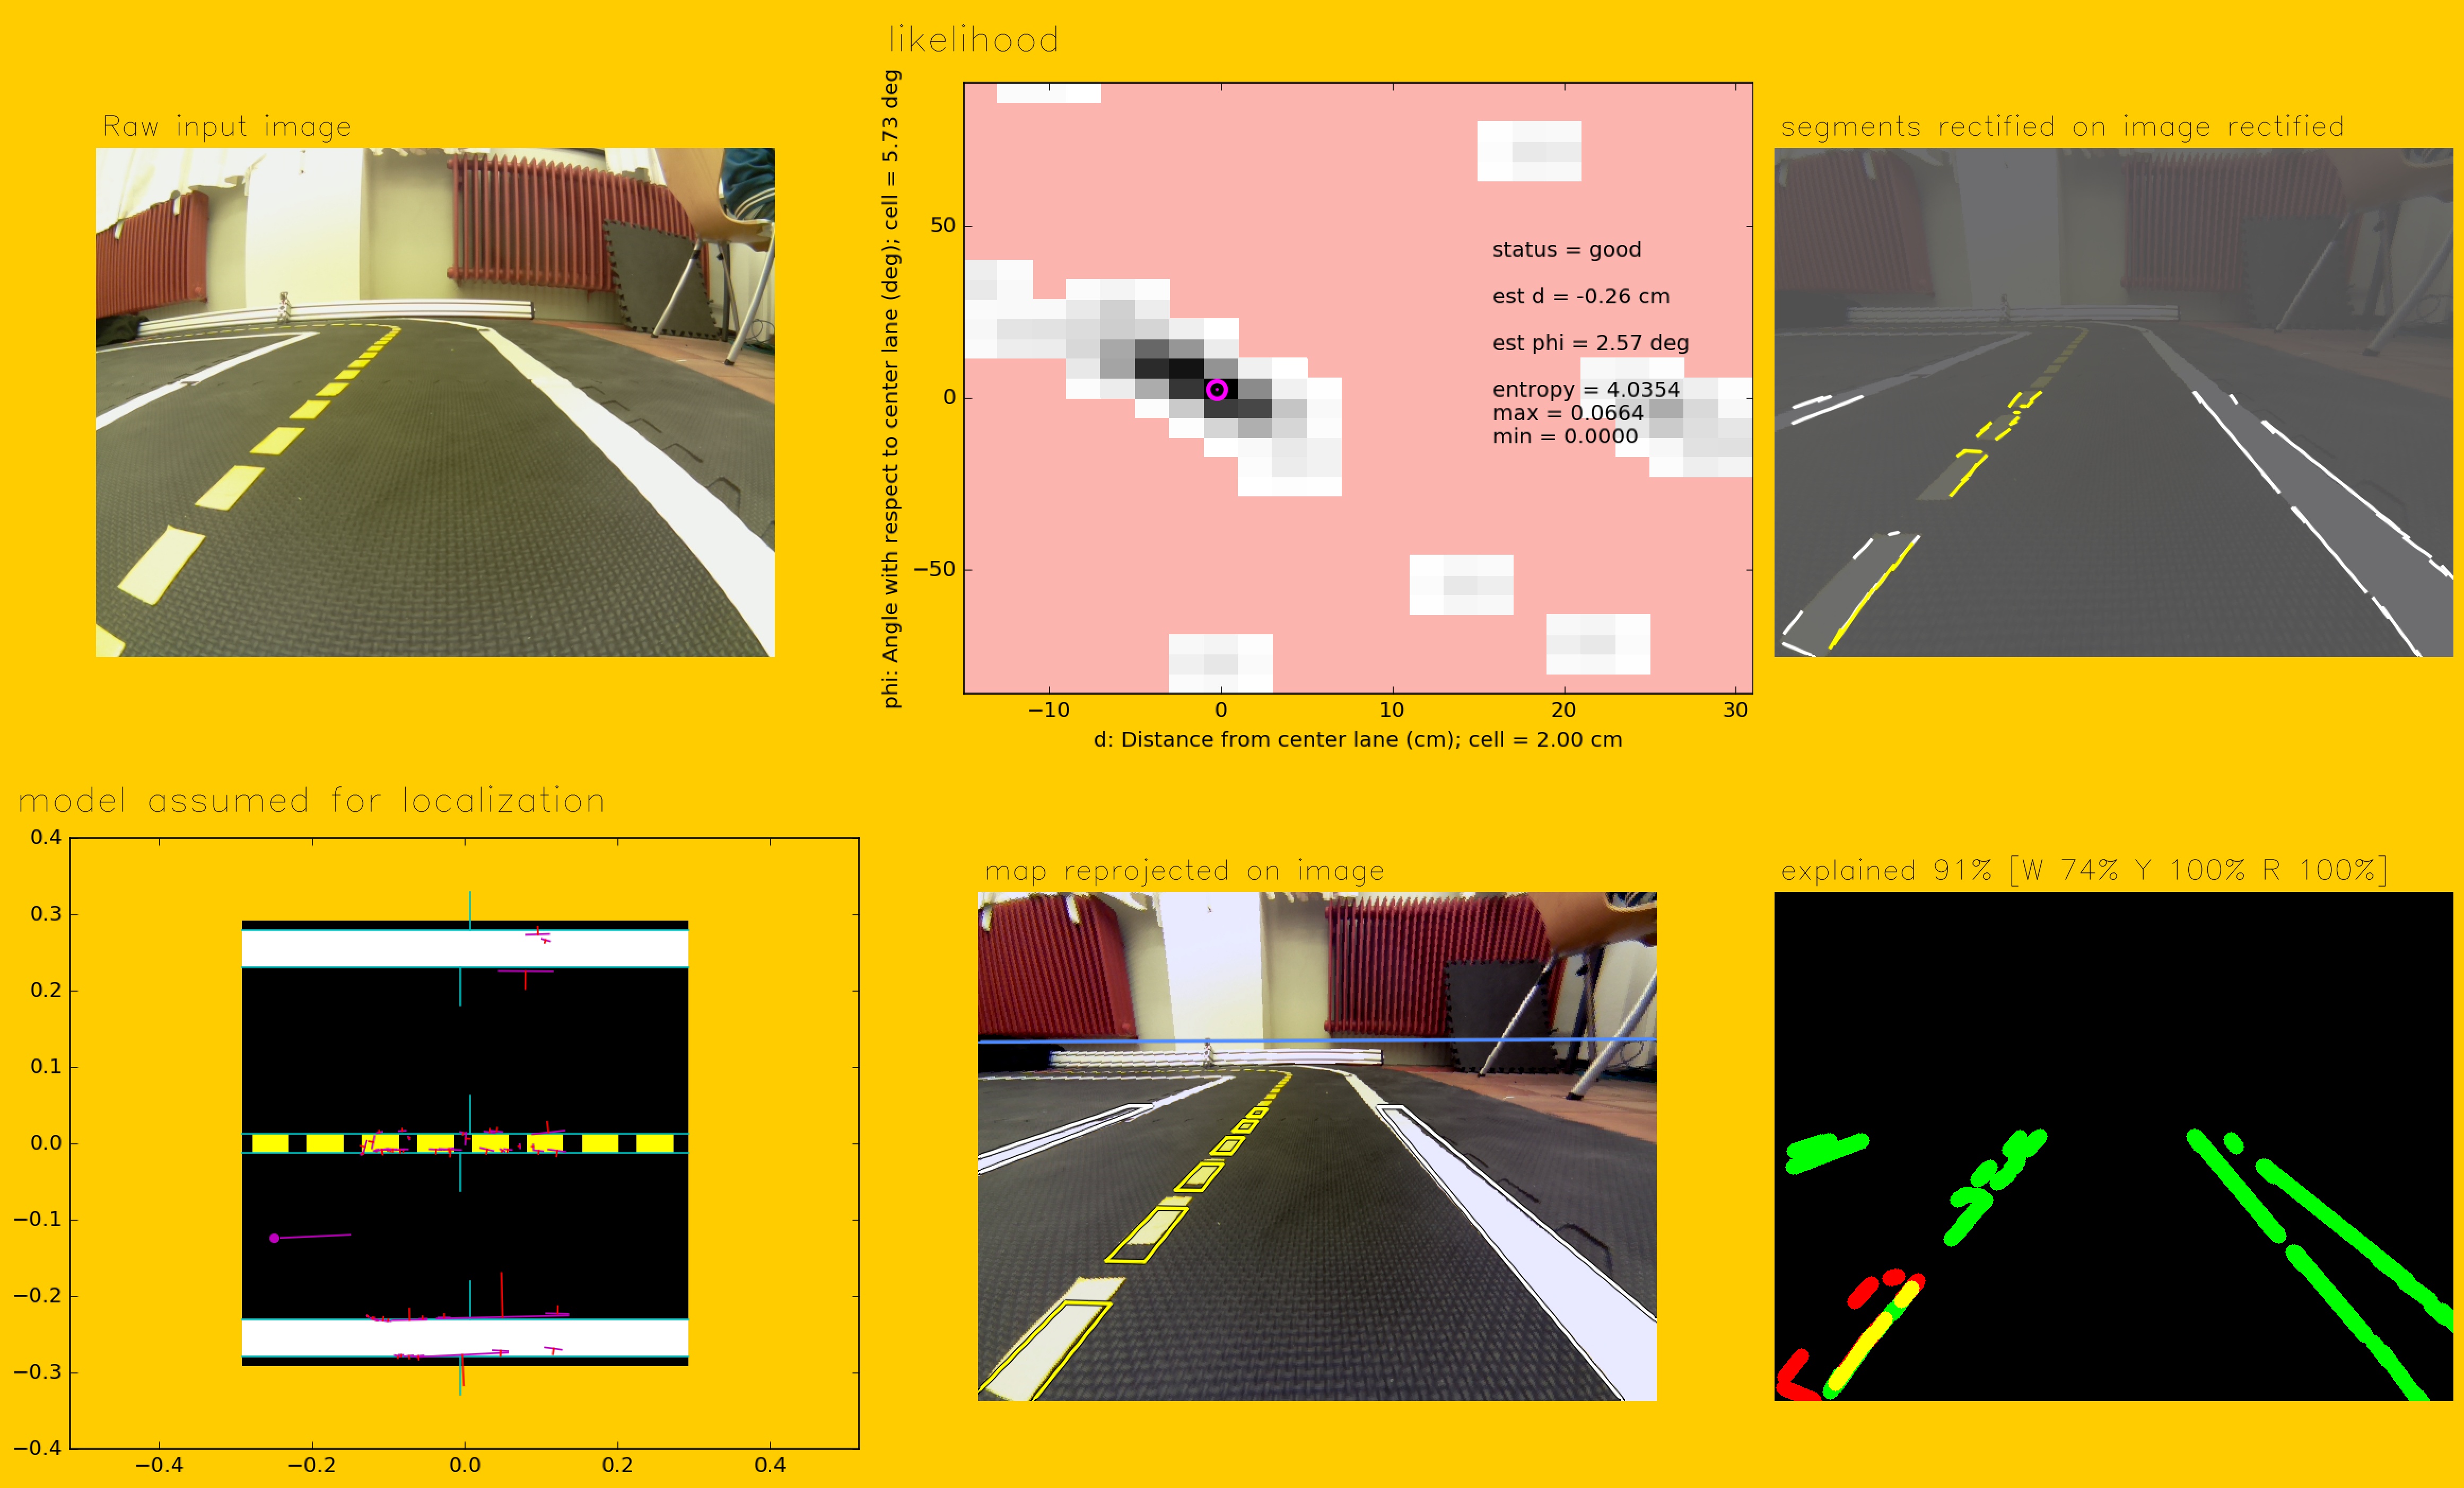 likelihood
Raw input image
segments rectified on image rectified
phi: Angle with respect to center lane (deg); cell = 5.73 deg
50
0
−50
status = good
est d = -0.26 cm
est phi = 2.57 deg
entropy = 4.0354
max = 0.0664
min = 0.0000
−10 0 10 20 30
d: Distance from center lane (cm); cell = 2.00 cm
model assumed for localization
0.4
0.3
0.2
0.1
0.0
−0.1
−0.2
−0.3
−0.4
−0.4 −0.2 0.0 0.2 0.4
map reprojected on image
explained 91% [W 74% Y 100% R 100%]